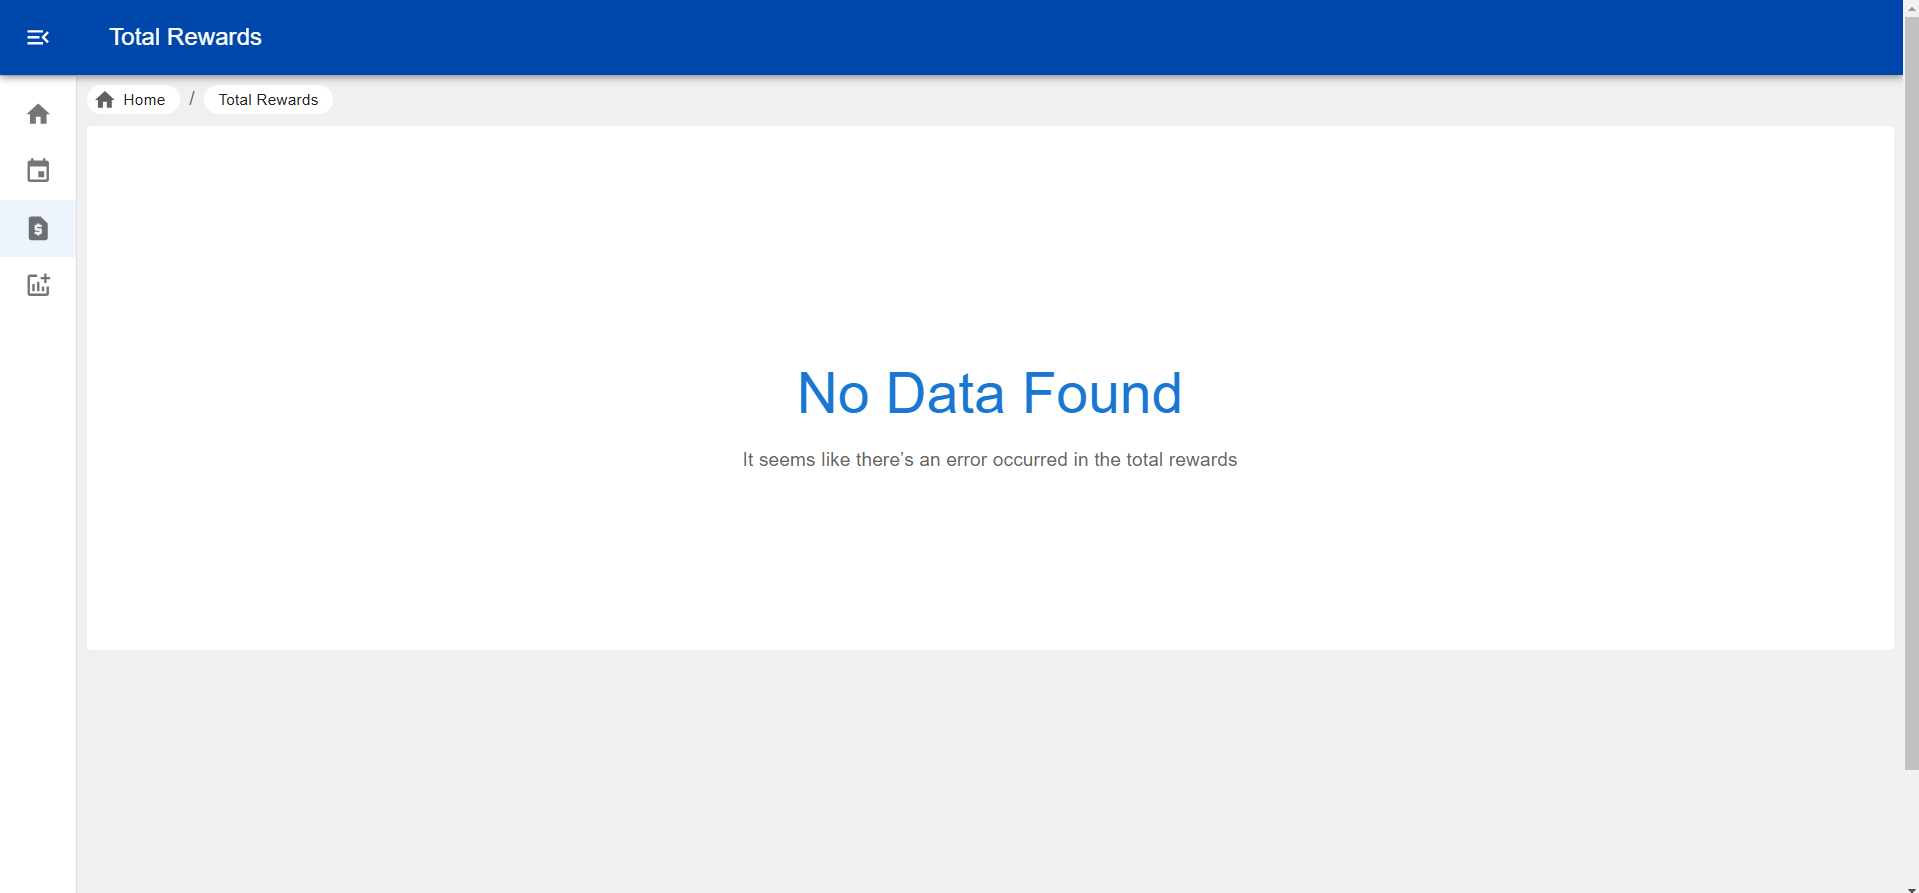 Total Rewards
Home / Total Rewards
No Data Found
It seems like there’s an error occurred in the total rewards